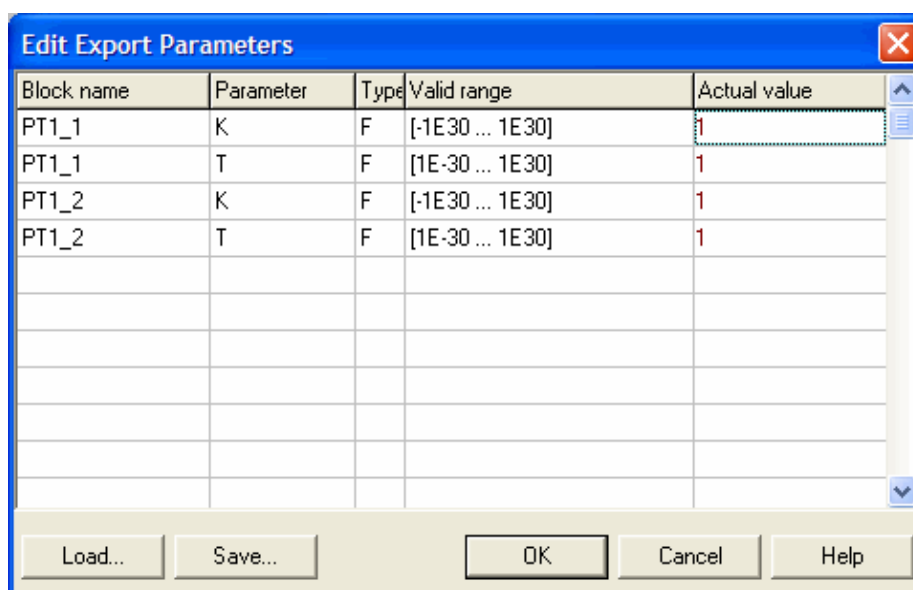 Edit Export Parameters
Block name Parameter Type Valid range Actual value
PT1_1 K F [-1E30 ... 1E30] 1
PT1_1 T F [1E-30 ... 1E30] 1
PT1_2 K F [-1E30 ... 1E30] 1
PT1_2 T F [1E-30 ... 1E30] 1
Load... Save... OK Cancel Help